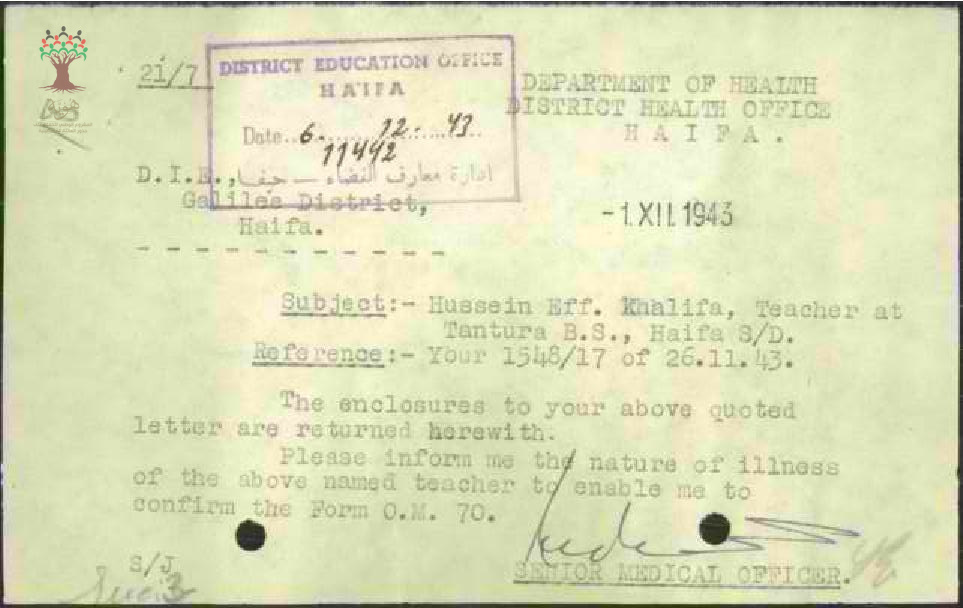 21/7
DISTRICT EDUCATION OFFICE
HAIFA
Date..6. 12. 43
11442
ادارة معارف القضاء — حيفا
DEPARTMENT OF HEALTH
DISTRICT HEALTH OFFICE
H A I F A .
D.I.E.,
Galilee District,
Haifa.
-1.XII.1943
Subject:- Hussein Eff. Khalifa, Teacher at
Tantura B.S., Haifa S/D.
Reference:- Your 1548/17 of 26.11.43.
The enclosures to your above quoted
letter are returned herewith.
Please inform me the nature of illness
of the above named teacher to enable me to
confirm the Form O.M. 70.
S/J
SENIOR MEDICAL OFFICER.